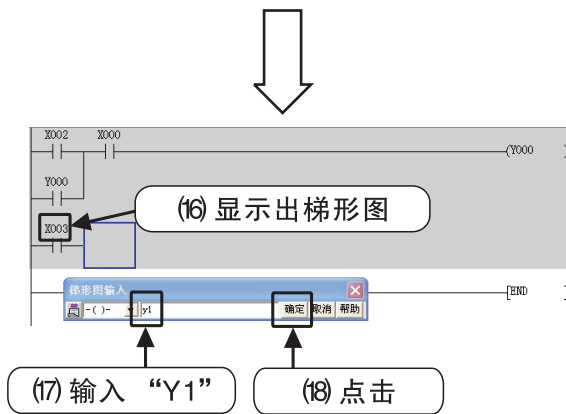 X002 X000
(Y000 )
Y000
⒃ 显示出梯形图
X003
梯形图输入
[END ]
-( )- y1 确定 取消 帮助
⒄ 输入 “Y1” ⒅ 点击